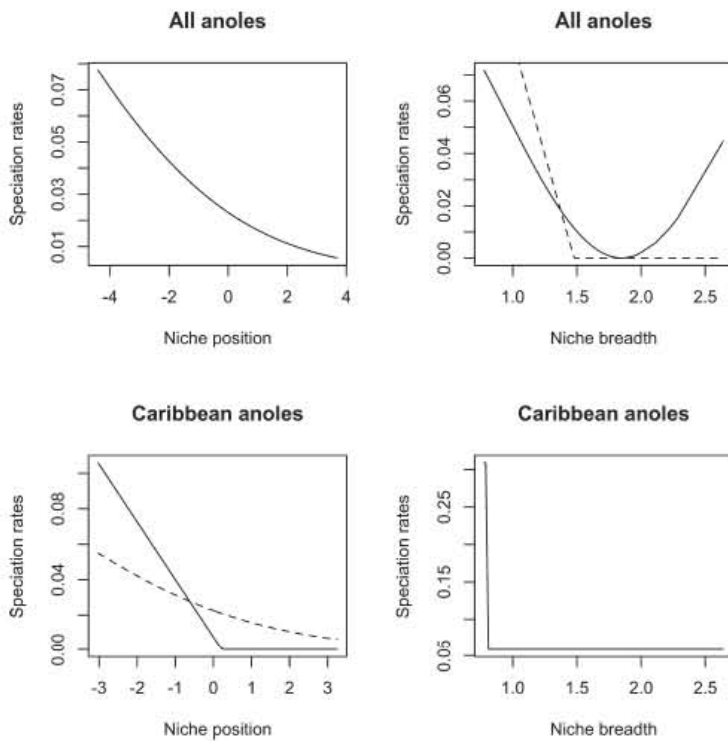 All anoles
Speciation rates
0.01 0.03 0.05 0.07
-4 -2 0 2 4
Niche position
All anoles
Speciation rates
0.00 0.02 0.04 0.06
1.0 1.5 2.0 2.5
Niche breadth
Caribbean anoles
Speciation rates
0.00 0.04 0.08
-3 -2 -1 0 1 2 3
Niche position
Caribbean anoles
Speciation rates
0.05 0.15 0.25
1.0 1.5 2.0 2.5
Niche breadth